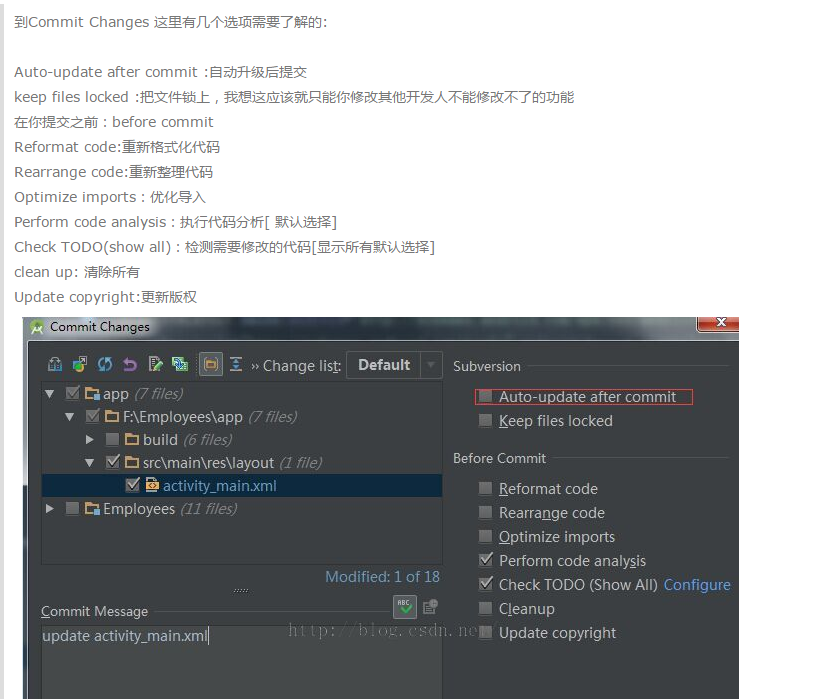 到Commit Changes 这里有几个选项需要了解的:
Auto-update after commit :自动升级后提交
keep files locked :把文件锁上，我想这应该就只能你修改其他开发人不能修改不了的功能
在你提交之前：before commit
Reformat code:重新格式化代码
Rearrange code:重新整理代码
Optimize imports：优化导入
Perform code analysis：执行代码分析[ 默认选择]
Check TODO(show all)：检测需要修改的代码[显示所有默认选择]
clean up: 清除所有
Update copyright:更新版权
Commit Changes
» Change list: Default
app (7 files)
F:\Employees\app (7 files)
build (6 files)
src\main\res\layout (1 file)
activity_main.xml
Employees (11 files)
Modified: 1 of 18
Commit Message
ABC
update activity_main.xml
Subversion
Auto-update after commit
Keep files locked
Before Commit
Reformat code
Rearrange code
Optimize imports
Perform code analysis
Check TODO (Show All) Configure
Cleanup
Update copyright
http://blog.csdn.ne